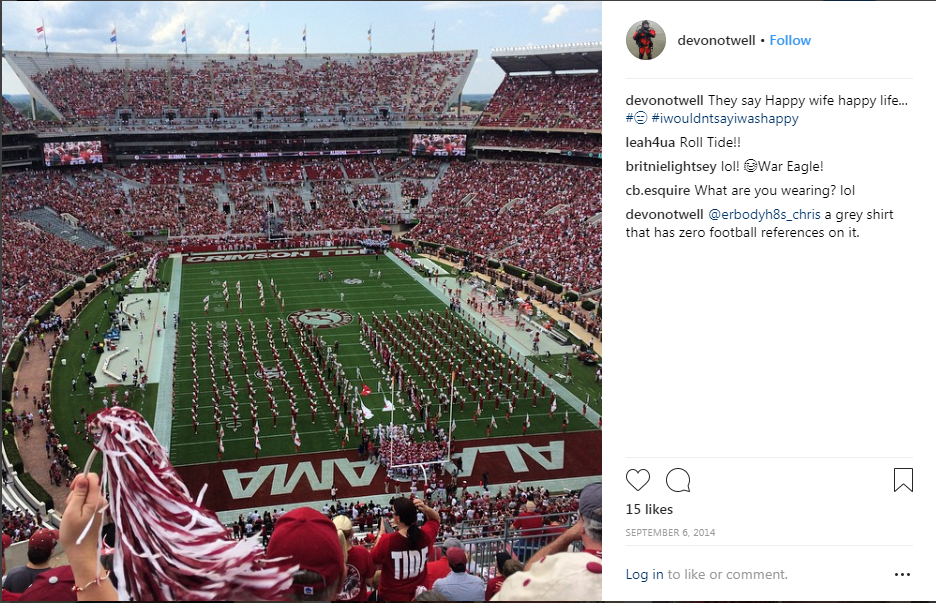 devonotwell • Follow
devonotwell They say Happy wife happy life...
#😑 #iwouldntsayiwashappy
leah4ua Roll Tide!!
britnielightsey lol! 😂War Eagle!
cb.esquire What are you wearing? lol
devonotwell @erbodyh8s_chris a grey shirt
that has zero football references on it.
15 likes
SEPTEMBER 6, 2014
Log in to like or comment.
CRIMSON TIDE
ALABAMA
TIDE